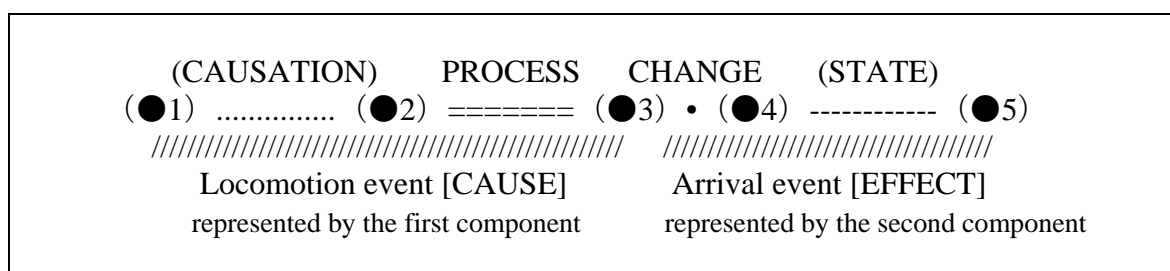 (CAUSATION) PROCESS CHANGE (STATE)
(●1) ............... (●2) ======= (●3) • (●4) ------------ (●5)
///////////////////////////////////////////////////// /////////////////////////////////////
Locomotion event [CAUSE] Arrival event [EFFECT]
represented by the first component represented by the second component